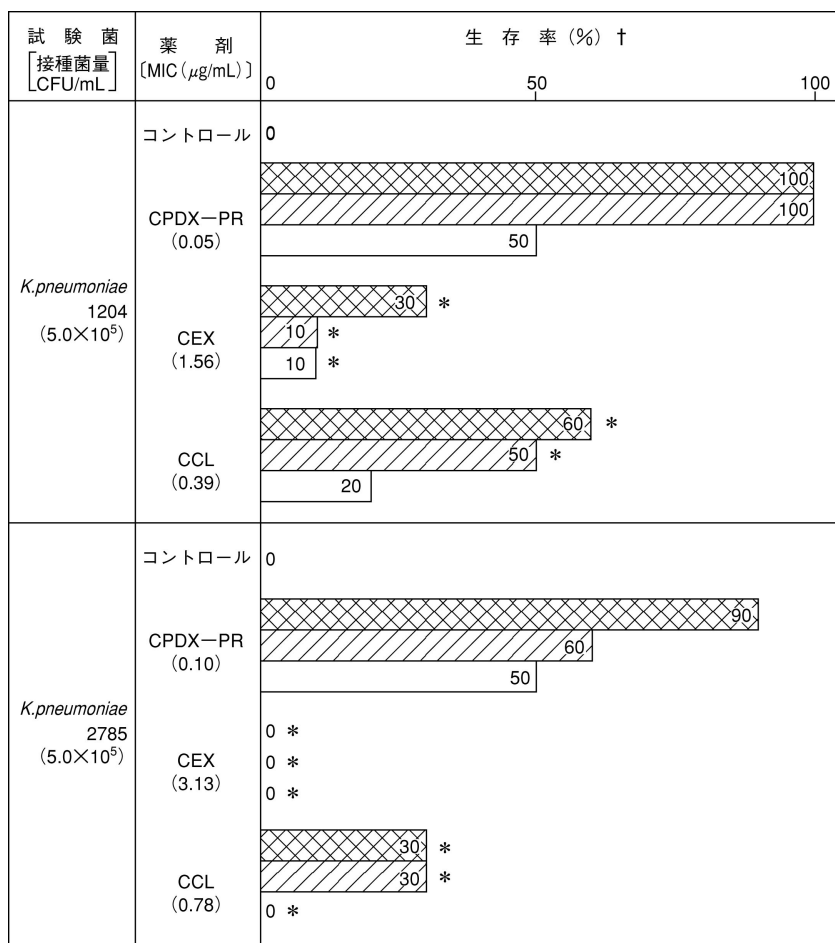 試験菌
[接種菌量 CFU/mL]
薬剤
〔MIC(μg/mL)〕
生存率(%)†
0 50 100
K.pneumoniae
1204
(5.0×10⁵)
コントロール 0
CPDX－PR
(0.05)
100
100
50
CEX
(1.56)
30 *
10 *
10 *
CCL
(0.39)
60 *
50 *
20
K.pneumoniae
2785
(5.0×10⁵)
コントロール 0
CPDX－PR
(0.10)
90
60
50
CEX
(3.13)
0 *
0 *
0 *
CCL
(0.78)
30 *
30 *
0 *